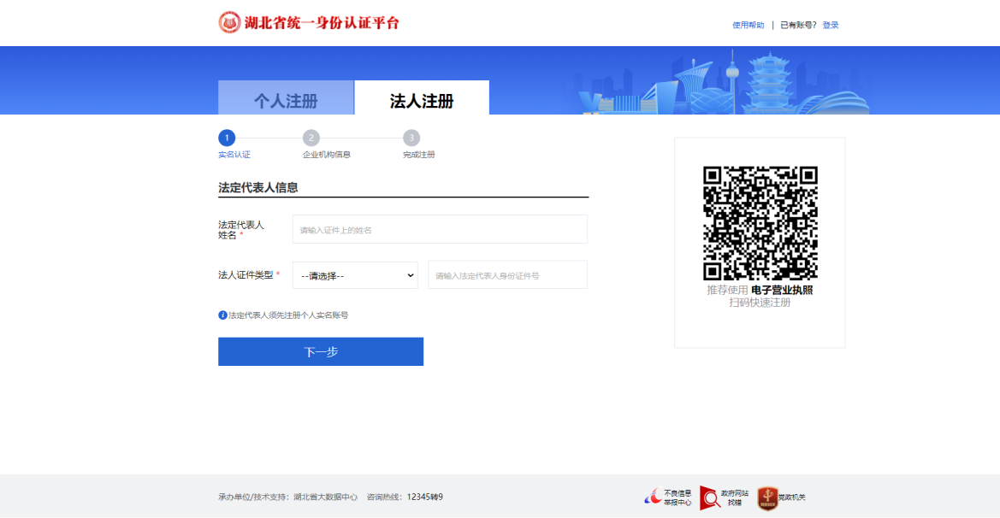 湖北省统一身份认证平台
使用帮助 | 已有账号? 登录
个人注册 法人注册
1 2 3
实名认证 企业机构信息 完成注册
法定代表人信息
法定代表人
姓名 *
请输入证件上的姓名
法人证件类型 * --请选择-- 请输入法定代表人身份证件号
法定代表人须先注册个人实名账号
下一步
推荐使用 电子营业执照
扫码快速注册
承办单位/技术支持：湖北省大数据中心 咨询热线：12345转9
不良信息
举报中心
政府网站
找错
党政机关